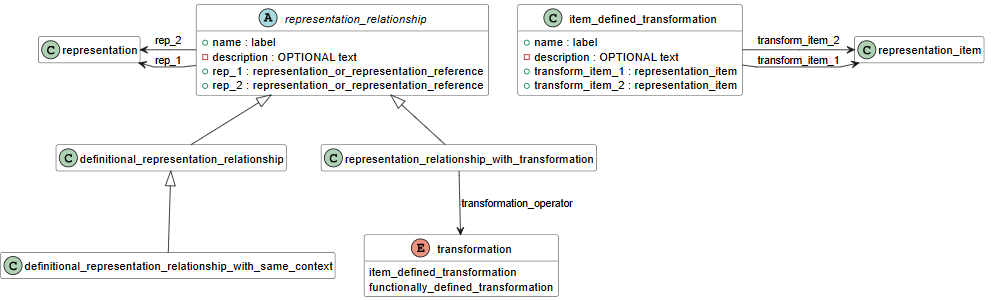 A representation_relationship
name : label
description : OPTIONAL text
rep_1 : representation_or_representation_reference
rep_2 : representation_or_representation_reference
C representation
rep_2
rep_1
C item_defined_transformation
name : label
description : OPTIONAL text
transform_item_1 : representation_item
transform_item_2 : representation_item
transform_item_2
transform_item_1
C representation_item
C definitional_representation_relationship
C representation_relationship_with_transformation
transformation_operator
C definitional_representation_relationship_with_same_context
E transformation
item_defined_transformation
functionally_defined_transformation